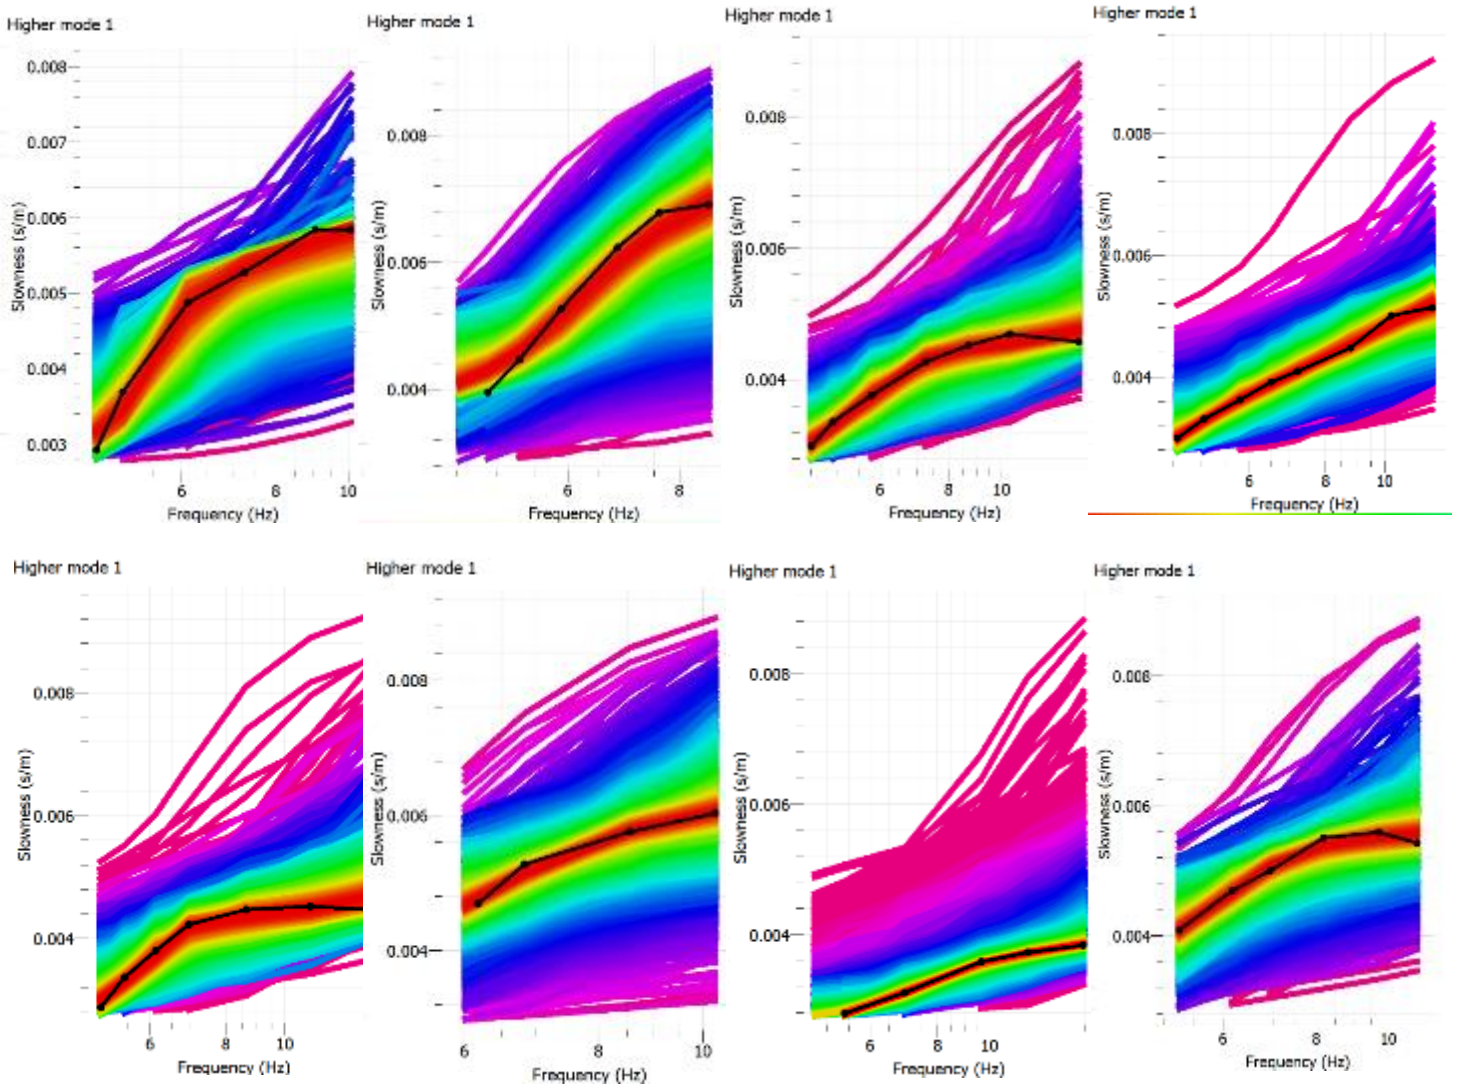 Higher mode 1
0.008
0.007
0.006
0.005
0.004
0.003
Slowness (s/m)
6
8
10
Frequency (Hz)
Higher mode 1
0.008
0.006
0.004
Slowness (s/m)
6
8
Frequency (Hz)
Higher mode 1
0.008
0.006
0.004
Slowness (s/m)
6
8
10
Frequency (Hz)
Higher mode 1
0.008
0.006
0.004
Slowness (s/m)
6
8
10
Frequency (Hz)
Higher mode 1
0.008
0.006
0.004
Slowness (s/m)
6
8
10
Frequency (Hz)
Higher mode 1
0.008
0.006
0.004
Slowness (s/m)
6
8
10
Frequency (Hz)
Higher mode 1
0.008
0.006
0.004
Slowness (s/m)
6
8
10
Frequency (Hz)
Higher mode 1
0.008
0.006
0.004
Slowness (s/m)
6
8
10
Frequency (Hz)